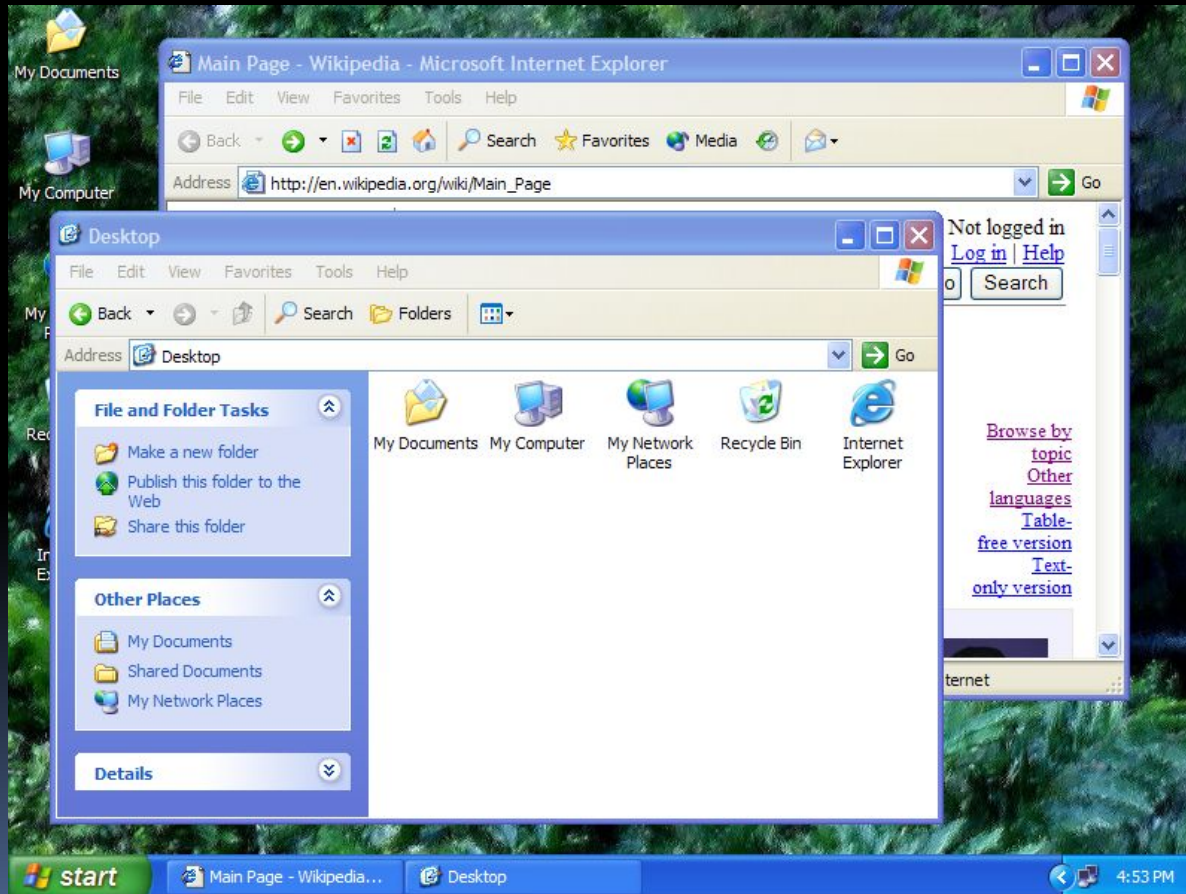 My Documents
My Computer
My
Main Page - Wikipedia - Microsoft Internet Explorer
File Edit View Favorites Tools Help
Back Search Favorites Media
Address http://en.wikipedia.org/wiki/Main_Page Go
Not logged in
Log in | Help
Search
Browse by
topic
Other
languages
Table-
free version
Text-
only version
Desktop
File Edit View Favorites Tools Help
Back Search Folders
Address Desktop Go
File and Folder Tasks
Make a new folder
Publish this folder to the
Web
Share this folder
Other Places
My Documents
Shared Documents
My Network Places
Details
My Documents My Computer My Network Recycle Bin Internet
Places Explorer
start Main Page - Wikipedia... Desktop 4:53 PM